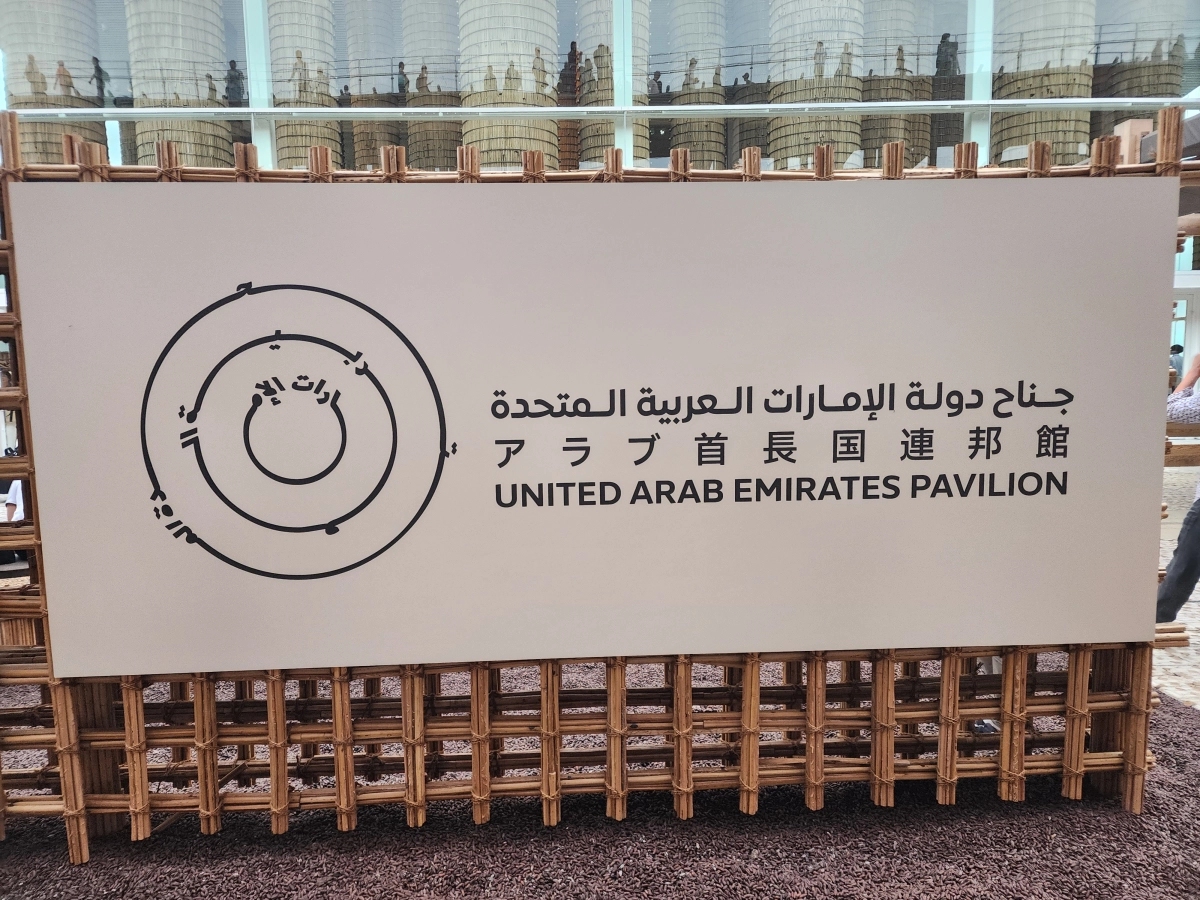 جناح دولة الإمارات العربية المتحدة
アラブ首長国連邦館
UNITED ARAB EMIRATES PAVILION